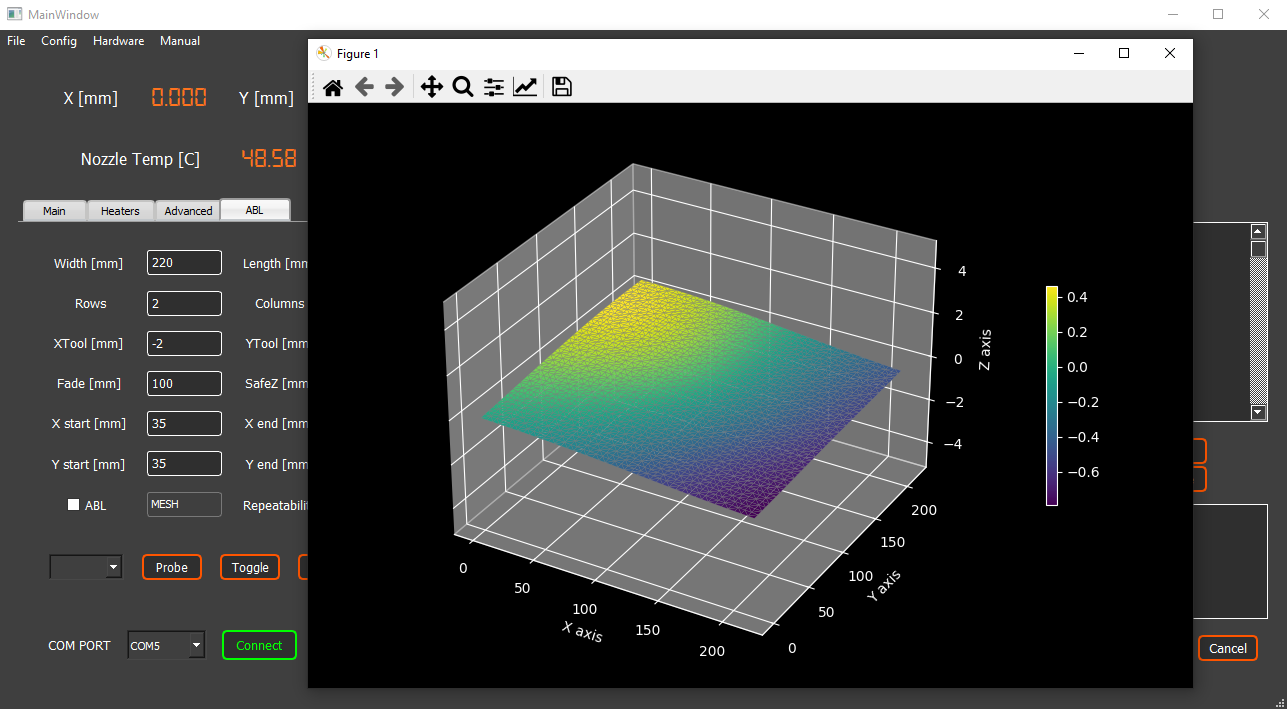 MainWindow
File Config Hardware Manual
Figure 1
X [mm] 0.000 Y [mm]
Nozzle Temp [C] 48.58
Main Heaters Advanced ABL
Width [mm] 220 Length [mm
Rows 2 Columns
XTool [mm] -2 YTool [mm
Fade [mm] 100 SafeZ [mm
X start [mm] 35 X end [mm
Y start [mm] 35 Y end [mm
ABL MESH Repeatabili
Probe Toggle
COM PORT COM5 Connect
Cancel
4
2
0
−2
−4
Z axis
200
150
100
50
0
Y axis
0
50
100
150
200
X axis
0.4
0.2
0.0
−0.2
−0.4
−0.6